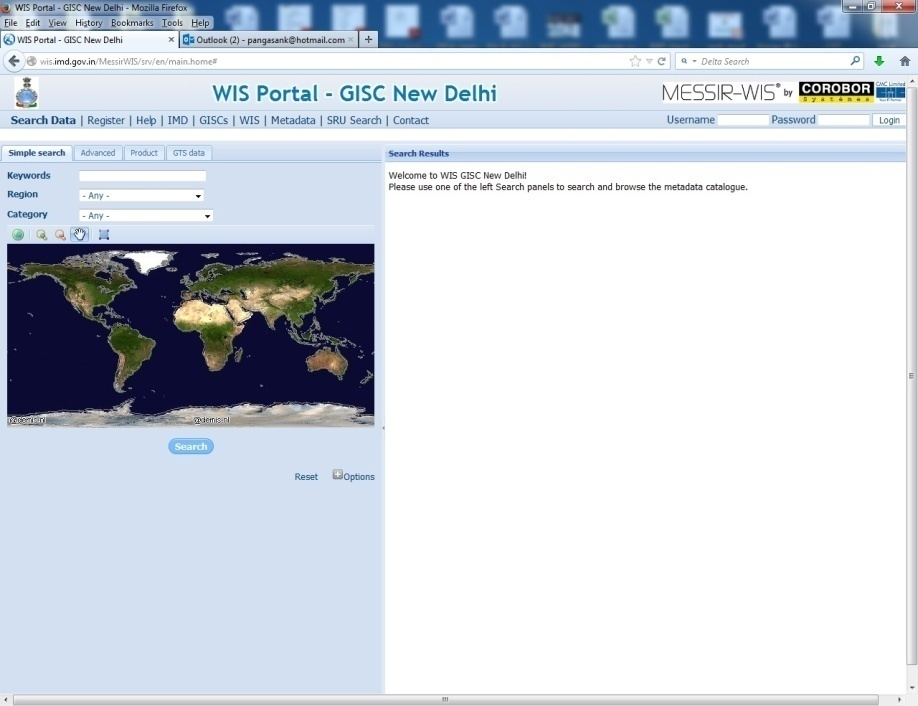 WIS Portal - GISC New Delhi - Mozilla Firefox
File Edit View History Bookmarks Tools Help
WIS Portal - GISC New Delhi
Outlook (2) - pangasank@hotmail.com
wis.imd.gov.in/MessirWIS/srv/en/main.home#
Delta Search
WIS Portal - GISC New Delhi
MESSIR-WIS® by COROBOR Systèmes
CMC Limited
Search Data | Register | Help | IMD | GISCs | WIS | Metadata | SRU Search | Contact
Username Password Login
Simple search Advanced Product GTS data
Search Results
Keywords
Welcome to WIS GISC New Delhi!
Please use one of the left Search panels to search and browse the metadata catalogue.
Region - Any -
Category - Any -
@demis.nl @demis.nl
Search
Reset Options